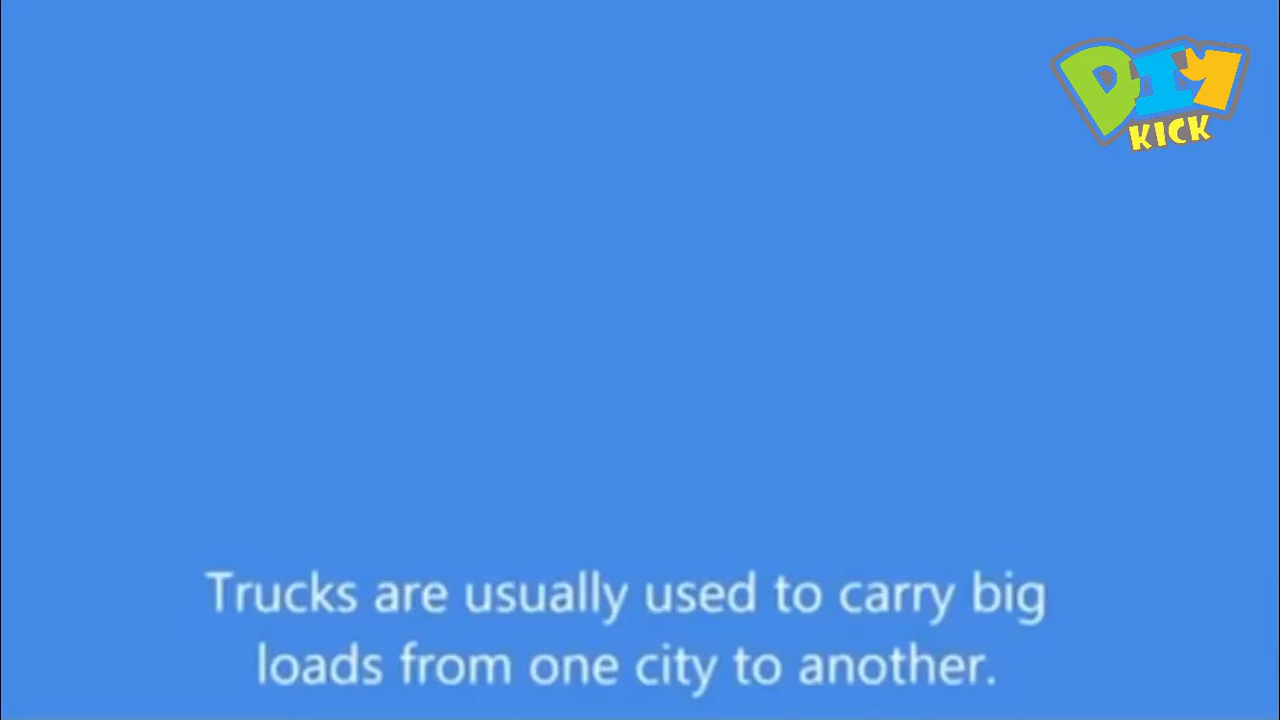 DIY
KICK
Trucks are usually used to carry big
loads from one city to another.